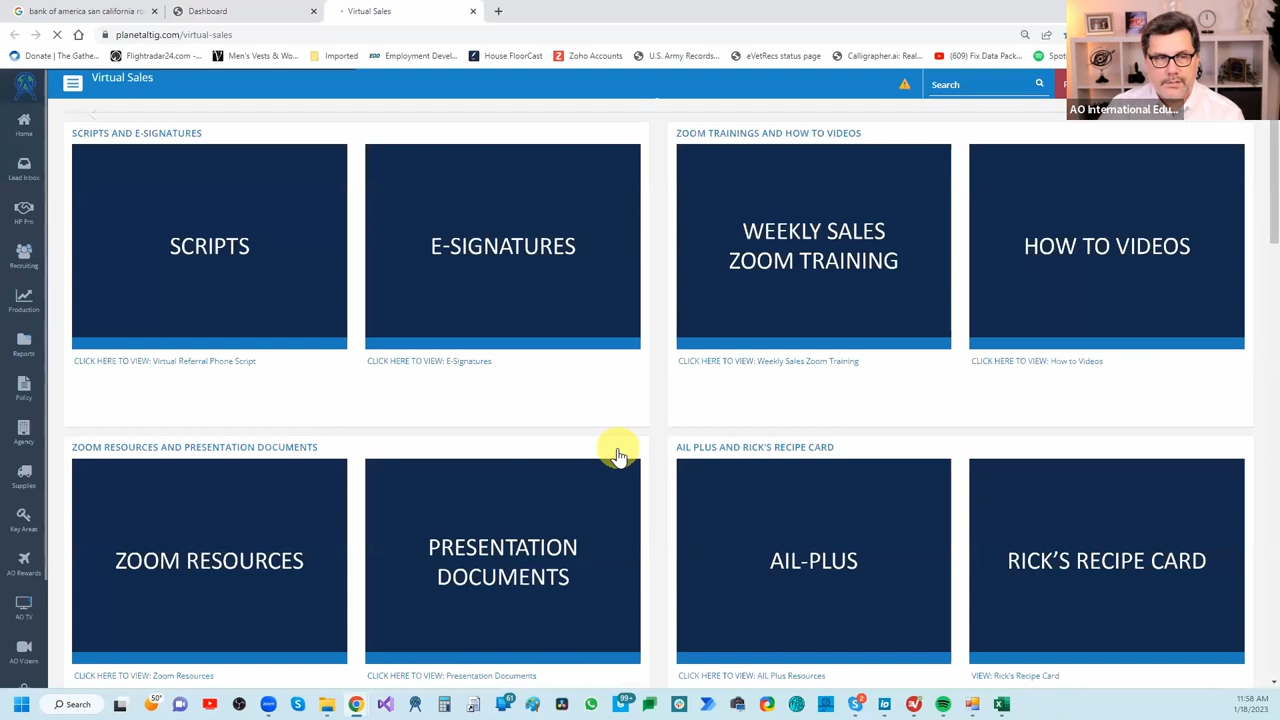 bank of america san california ro
Dashboard
Virtual Sales
planetaltig.com/virtual-sales
Donate | The Gathe...
Flightradar24.com -...
Men's Vests & Wo...
Imported
Employment Devel...
House FloorCast
Zoho Accounts
U.S. Army Records...
eVetRecs status page
Calligrapher.ai: Real...
(609) Fix Data Pack...
Spot
Virtual Sales
Search
AO International Edu...
Home
Lead Inbox
HP Pro
Recruiting
Production
Reports
Policy
Agency
Supplies
Key Areas
AO Rewards
AO TV
AO Videos
SCRIPTS AND E-SIGNATURES
SCRIPTS
E-SIGNATURES
CLICK HERE TO VIEW: Virtual Referral Phone Script
CLICK HERE TO VIEW: E-Signatures
ZOOM TRAININGS AND HOW TO VIDEOS
WEEKLY SALES
ZOOM TRAINING
HOW TO VIDEOS
CLICK HERE TO VIEW: Weekly Sales Zoom Training
CLICK HERE TO VIEW: How to Videos
ZOOM RESOURCES AND PRESENTATION DOCUMENTS
ZOOM RESOURCES
PRESENTATION
DOCUMENTS
CLICK HERE TO VIEW: Zoom Resources
CLICK HERE TO VIEW: Presentation Documents
AIL PLUS AND RICK'S RECIPE CARD
AIL-PLUS
RICK'S RECIPE CARD
CLICK HERE TO VIEW: AIL Plus Resources
VIEW: Rick's Recipe Card
Search
50°
61
99+
2
11:58 AM
1/18/2023